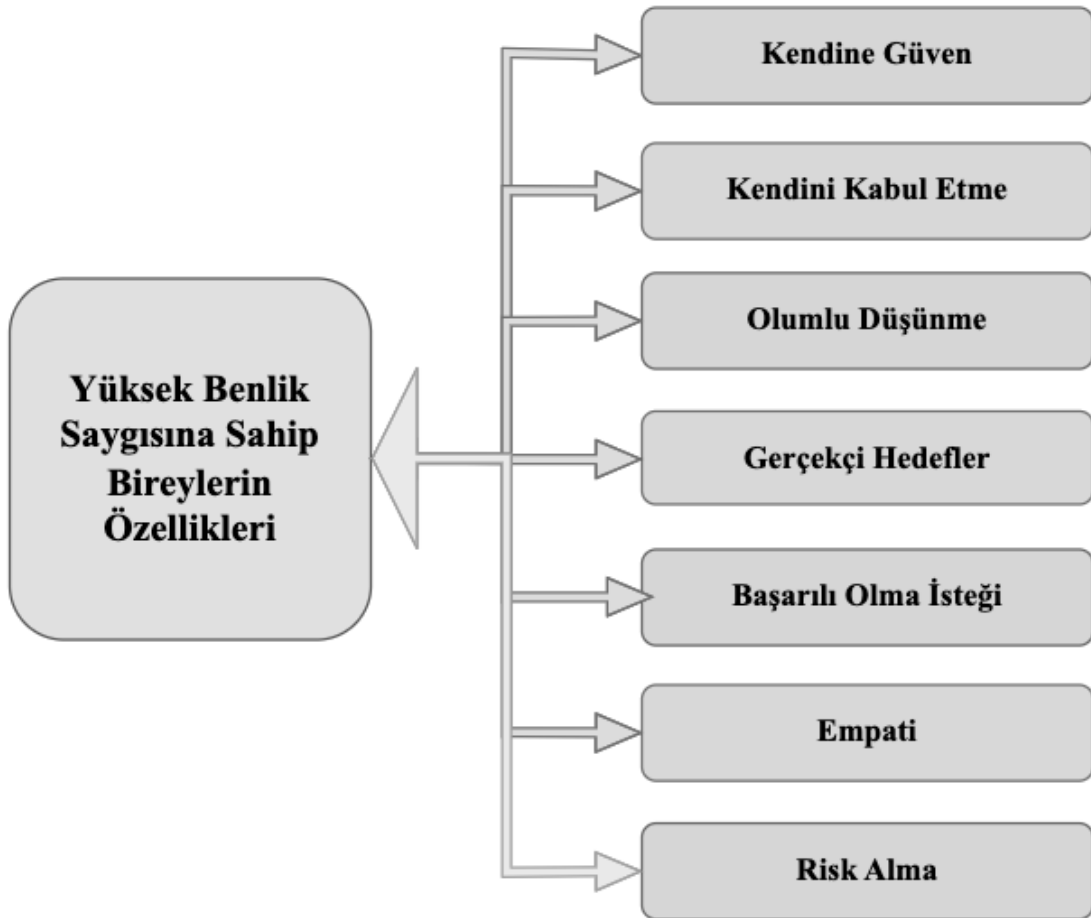 Yüksek Benlik
Saygısına Sahip
Bireylerin
Özellikleri
Kendine Güven
Kendini Kabul Etme
Olumlu Düşünme
Gerçekçi Hedefler
Başarılı Olma İsteği
Empati
Risk Alma